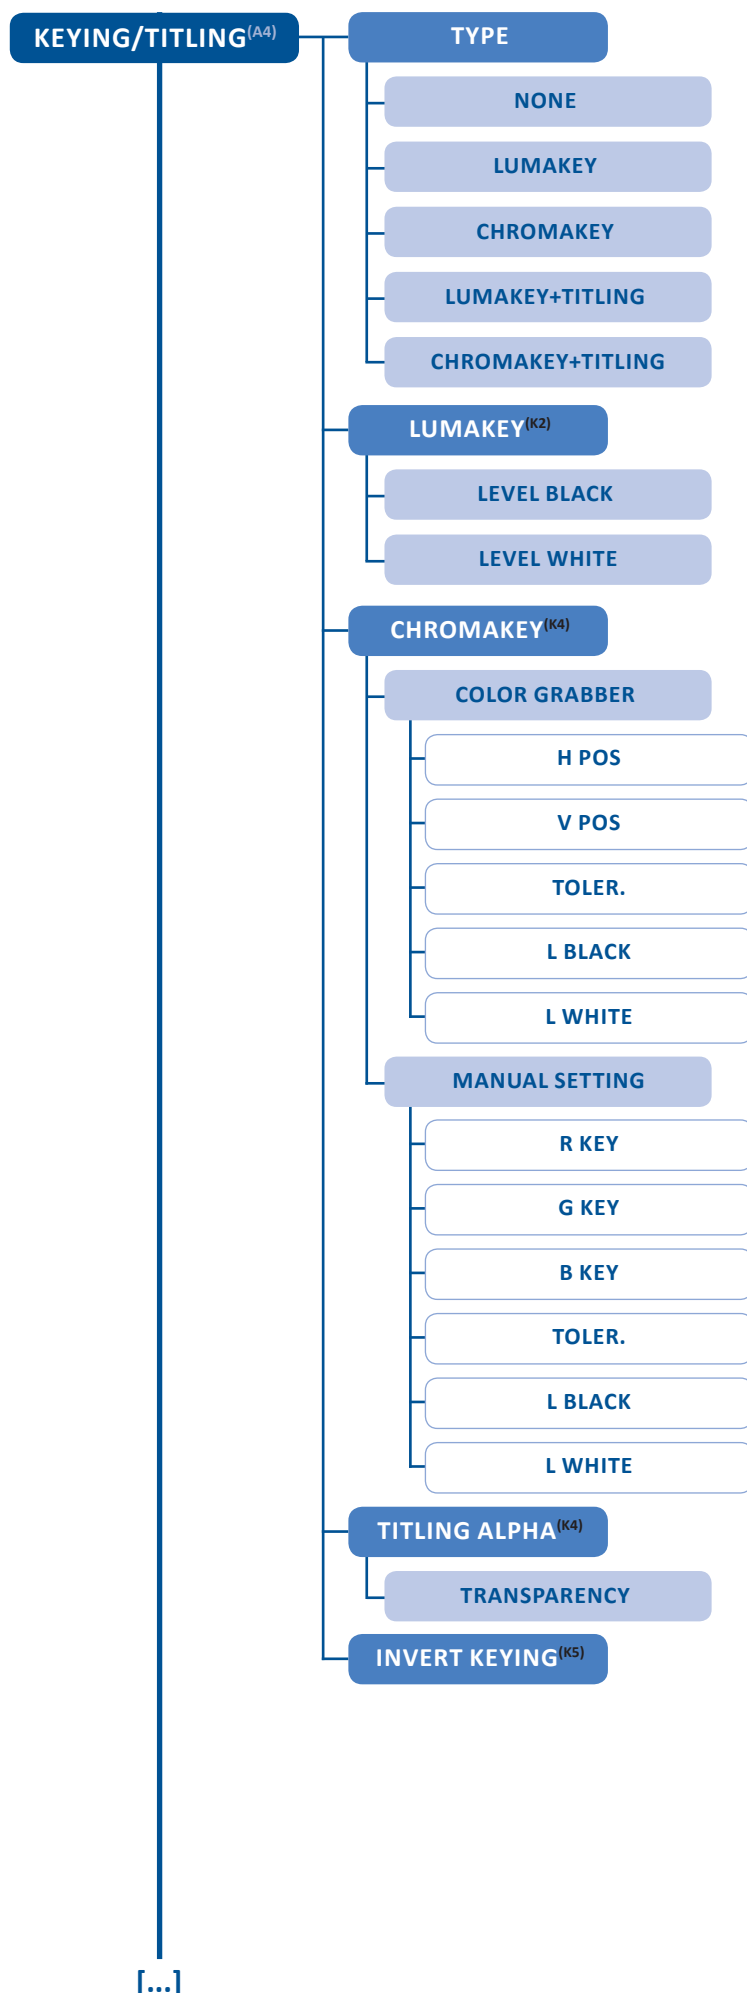 KEYING/TITLING(A4)
TYPE
NONE
LUMAKEY
CHROMAKEY
LUMAKEY+TITLING
CHROMAKEY+TITLING
LUMAKEY(K2)
LEVEL BLACK
LEVEL WHITE
CHROMAKEY(K4)
COLOR GRABBER
H POS
V POS
TOLER.
L BLACK
L WHITE
MANUAL SETTING
R KEY
G KEY
B KEY
TOLER.
L BLACK
L WHITE
TITLING ALPHA(K4)
TRANSPARENCY
INVERT KEYING(K5)
[...]